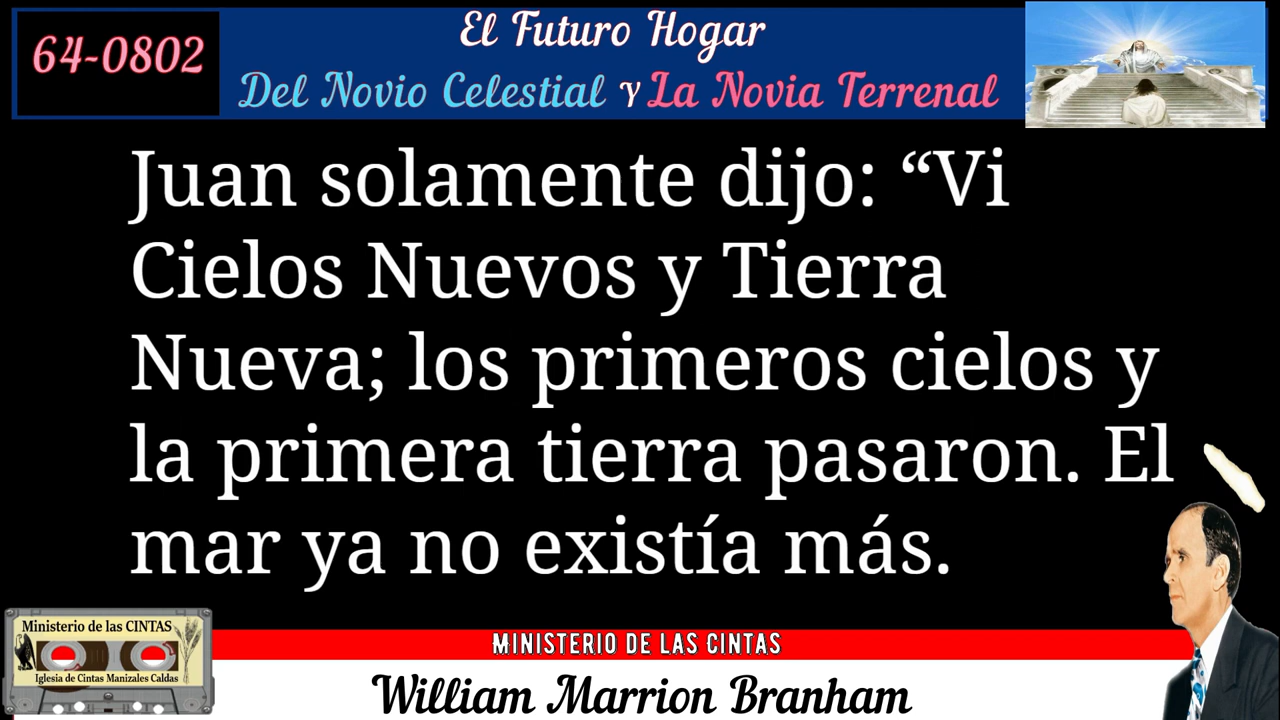 64-0802
El Futuro Hogar
Del Novio Celestial Y La Novia Terrenal
Juan solamente dijo: “Vi
Cielos Nuevos y Tierra
Nueva; los primeros cielos y
la primera tierra pasaron. El
mar ya no existía más.
Ministerio de las CINTAS
Iglesia de Cintas Manizales Caldas
MINISTERIO DE LAS CINTAS
William Marrion Branham